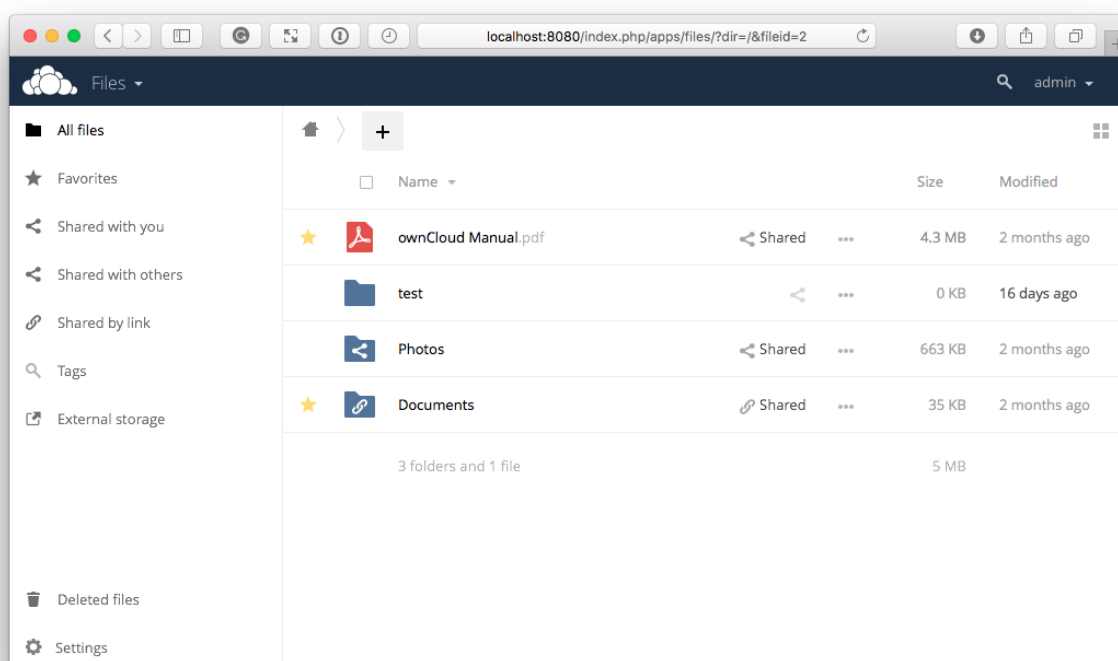 localhost:8080/index.php/apps/files/?dir=/&fileid=2
Files admin
All files
Favorites
Shared with you
Shared with others
Shared by link
Tags
External storage
Deleted files
Settings
Name Size Modified
ownCloud Manual.pdf Shared 4.3 MB 2 months ago
test 0 KB 16 days ago
Photos Shared 663 KB 2 months ago
Documents Shared 35 KB 2 months ago
3 folders and 1 file 5 MB